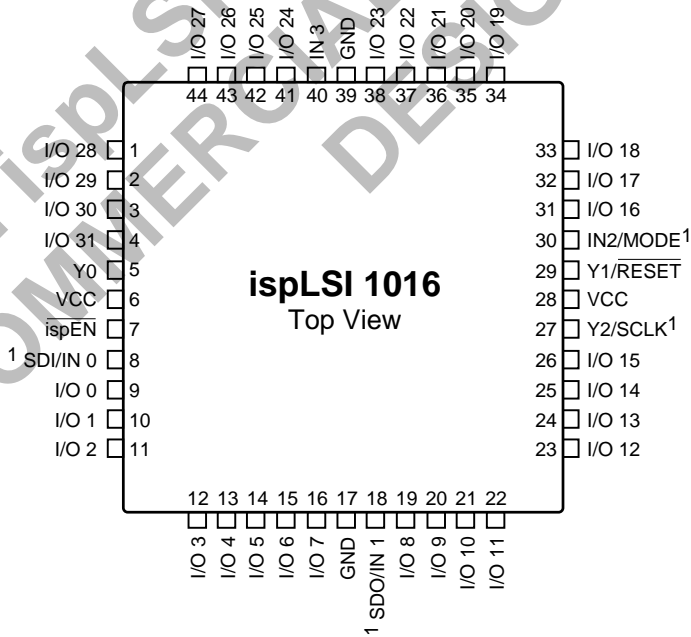 I/O 27
I/O 26
I/O 25
I/O 24
IN 3
GND
I/O 23
I/O 22
I/O 21
I/O 20
I/O 19
44 43 42 41 40 39 38 37 36 35 34
I/O 28 1
I/O 29 2
I/O 30 3
I/O 31 4
Y0 5
VCC 6
ispEN 7
1 SDI/IN 0 8
I/O 0 9
I/O 1 10
I/O 2 11
ispLSI 1016
Top View
33 I/O 18
32 I/O 17
31 I/O 16
30 IN2/MODE1
29 Y1/RESET
28 VCC
27 Y2/SCLK1
26 I/O 15
25 I/O 14
24 I/O 13
23 I/O 12
12 13 14 15 16 17 18 19 20 21 22
I/O 3
I/O 4
I/O 5
I/O 6
I/O 7
GND
1 SDO/IN 1
I/O 8
I/O 9
I/O 10
I/O 11
ispLSI
COMMERCIAL
DESIG